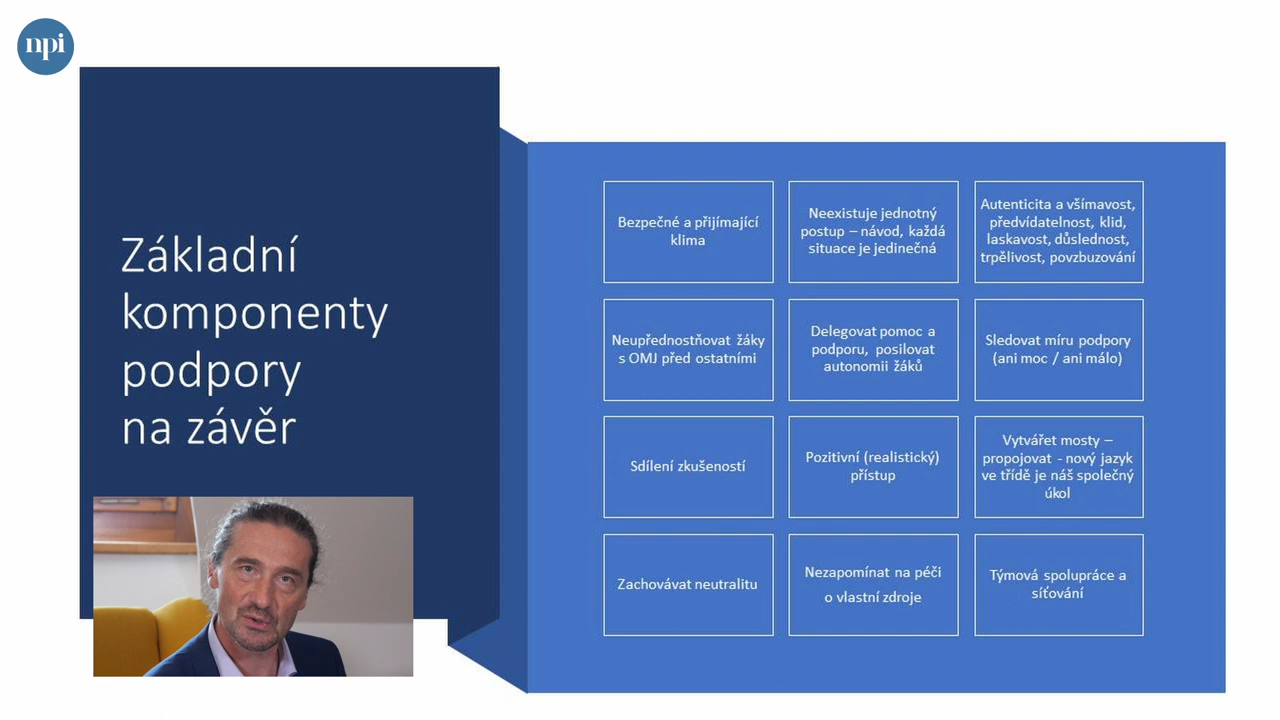 npi
Základní
komponenty
podpory
na závěr
Bezpečné a přijímající
klima
Neexistuje jednotný
postup – návod, každá
situace je jedinečná
Autenticita a všímavost,
předvídatelnost, klid,
laskavost, důslednost,
trpělivost, povzbuzování
Neupřednostňovat žáky
s OMJ před ostatními
Delegovat pomoc a
podporu, posilovat
autonomii žáků
Sledovat míru podpory
(ani moc / ani málo)
Sdílení zkušeností
Pozitivní (realistický)
přístup
Vytvářet mosty –
propojovat - nový jazyk
ve třídě je náš společný
úkol
Zachovávat neutralitu
Nezapomínat na péči
o vlastní zdroje
Týmová spolupráce a
síťování